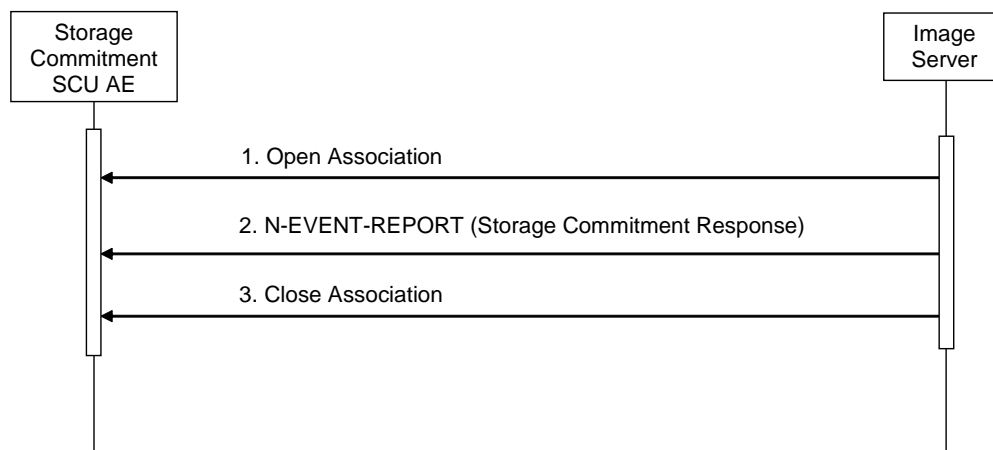 Storage
Commitment
SCU AE
Image
Server
1. Open Association
2. N-EVENT-REPORT (Storage Commitment Response)
3. Close Association